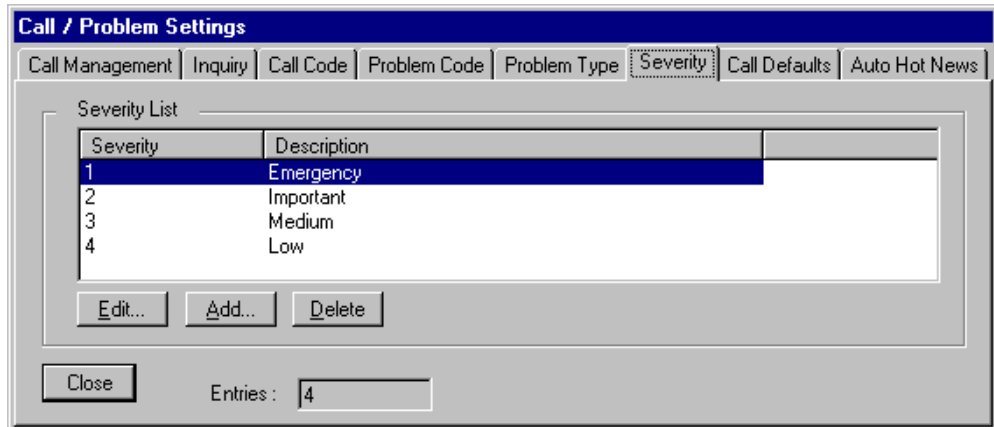 Call / Problem Settings
Call Management Inquiry Call Code Problem Code Problem Type Severity Call Defaults Auto Hot News
Severity List
Severity Description
1 Emergency
2 Important
3 Medium
4 Low
Edit... Add... Delete
Close Entries : 4